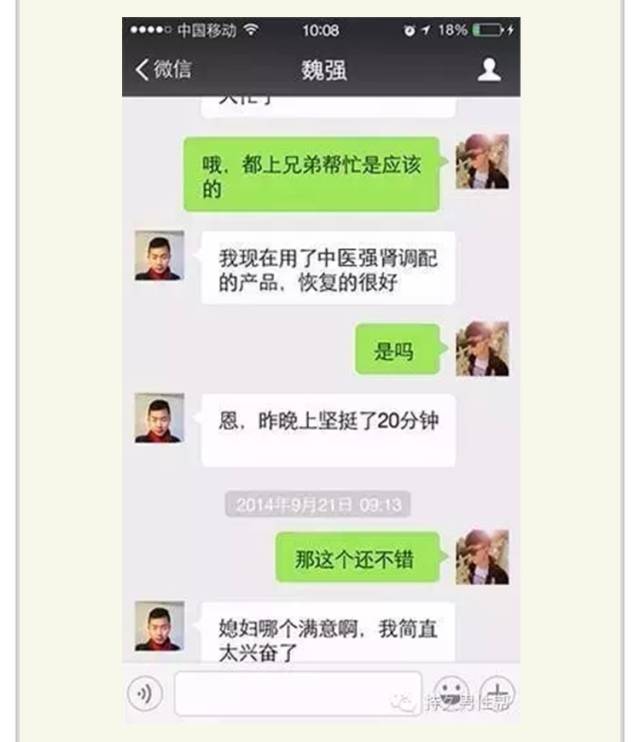 中国移动 10:08 18%
微信 魏强
哦，都上兄弟帮忙是应该
的
我现在用了中医强肾调配
的产品，恢复的很好
是吗
恩，昨晚上坚挺了20分钟
2014年9月21日 09:13
那这个还不错
媳妇哪个满意啊，我简直
太兴奋了
持久男性帮